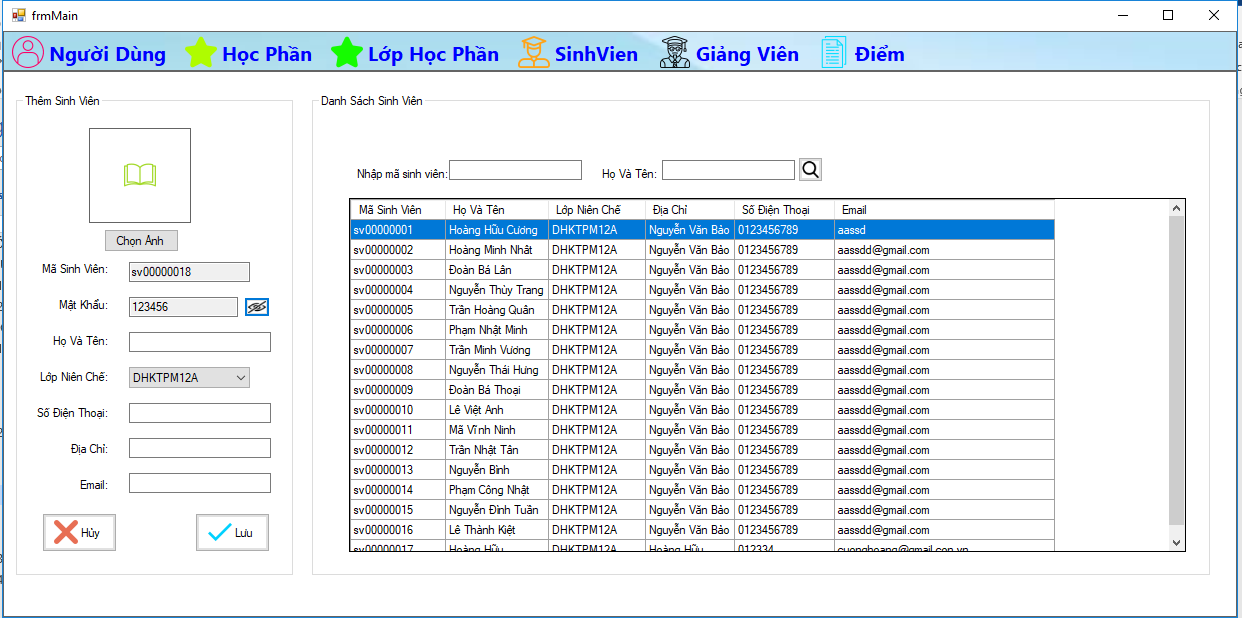 frmMain
Người Dùng Học Phần Lớp Học Phần SinhVien Giảng Viên Điểm
Thêm Sinh Viên
Chọn Ảnh
Mã Sinh Viên: sv00000018
Mật Khẩu: 123456
Họ Và Tên:
Lớp Niên Chế: DHKTPM12A
Số Điện Thoại:
Địa Chỉ:
Email:
Hủy Lưu
Danh Sách Sinh Viên
Nhập mã sinh viên: Họ Và Tên:
Mã Sinh Viên Họ Và Tên Lớp Niên Chế Địa Chỉ Số Điện Thoại Email
sv00000001 Hoàng Hữu Cương DHKTPM12A Nguyễn Văn Bảo 0123456789 aassd
sv00000002 Hoàng Minh Nhât DHKTPM12A Nguyễn Văn Bảo 0123456789 aassdd@gmail.com
sv00000003 Đoàn Bá Lân DHKTPM12A Nguyễn Văn Bảo 0123456789 aassdd@gmail.com
sv00000004 Nguyễn Thùy Trang DHKTPM12A Nguyễn Văn Bảo 0123456789 aassdd@gmail.com
sv00000005 Trần Hoàng Quân DHKTPM12A Nguyễn Văn Bảo 0123456789 aassdd@gmail.com
sv00000006 Phạm Nhật Minh DHKTPM12A Nguyễn Văn Bảo 0123456789 aassdd@gmail.com
sv00000007 Trần Minh Vương DHKTPM12A Nguyễn Văn Bảo 0123456789 aassdd@gmail.com
sv00000008 Nguyễn Thái Hưng DHKTPM12A Nguyễn Văn Bảo 0123456789 aassdd@gmail.com
sv00000009 Đoàn Bá Thoại DHKTPM12A Nguyễn Văn Bảo 0123456789 aassdd@gmail.com
sv00000010 Lê Việt Anh DHKTPM12A Nguyễn Văn Bảo 0123456789 aassdd@gmail.com
sv00000011 Mã Vĩnh Ninh DHKTPM12A Nguyễn Văn Bảo 0123456789 aassdd@gmail.com
sv00000012 Trần Nhật Tân DHKTPM12A Nguyễn Văn Bảo 0123456789 aassdd@gmail.com
sv00000013 Nguyễn Bình DHKTPM12A Nguyễn Văn Bảo 0123456789 aassdd@gmail.com
sv00000014 Phạm Công Nhật DHKTPM12A Nguyễn Văn Bảo 0123456789 aassdd@gmail.com
sv00000015 Nguyễn Đình Tuấn DHKTPM12A Nguyễn Văn Bảo 0123456789 aassdd@gmail.com
sv00000016 Lê Thành Kiệt DHKTPM12A Nguyễn Văn Bảo 0123456789 aassdd@gmail.com
sv00000017 Hoàng Hữu DHKTPM12A Hoàng Hữu 012334 cuonghoang@gmail.con.vn